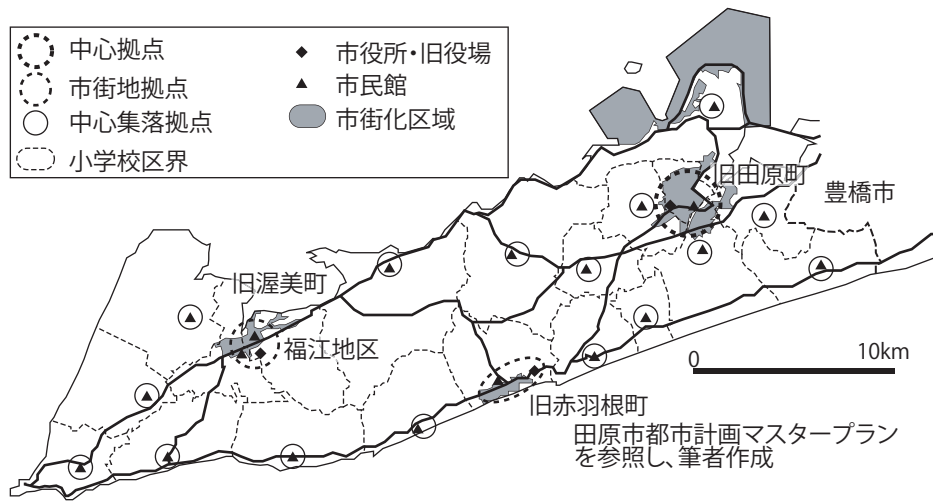 中心拠点
市街地拠点
中心集落拠点
小学校区界
市役所・旧役場
市民館
市街化区域
旧田原町
豊橋市
旧渥美町
福江地区
0 10km
旧赤羽根町
田原市都市計画マスタープラン
を参照し、筆者作成